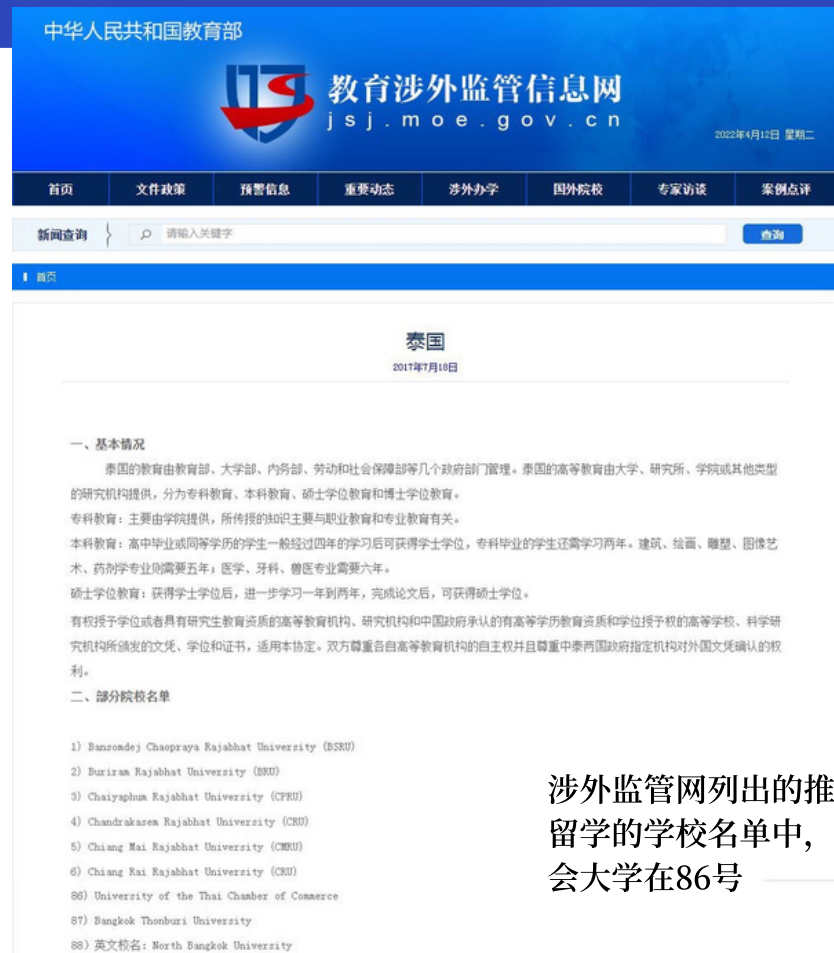 中华人民共和国教育部
教育涉外监管信息网
jsj.moe.gov.cn
2022年4月12日 星期二
首页 文件政策 预警信息 重要动态 涉外办学 国外院校 专家访谈 案例点评
新闻查询 请输入关键字 查询
首页
泰国
2017年7月18日
一、基本情况
泰国的教育由教育部、大学部、内务部、劳动和社会保障部等几个政府部门管理。泰国的高等教育由大学、研究所、学院或其他类型
的研究机构提供，分为专科教育、本科教育、硕士学位教育和博士学位教育。
专科教育：主要由学院提供，所传授的知识主要与职业教育和专业教育有关。
本科教育：高中毕业或同等学历的学生一般经过四年的学习后可获得学士学位，专科毕业的学生还需学习两年。建筑、绘画、雕塑、图像艺
术、药剂学专业则需要五年；医学、牙科、兽医专业需要六年。
硕士学位教育：获得学士学位后，进一步学习一年到两年，完成论文后，可获得硕士学位。
有权授予学位或者具有研究生教育资质的高等教育机构、研究机构和中国政府承认的有高等学历教育资质和学位授予权的高等学校、科学研
究机构所颁发的文凭、学位和证书，适用本协定。双方尊重各自高等教育机构的自主权并且尊重中泰两国政府指定机构对外国文凭确认的权
利。
二、部分院校名单
1) Bansomdej Chaopraya Rajabhat University (BSRU)
2) Buriram Rajabhat University (BRU)
3) Chaiyaphum Rajabhat University (CPRU)
4) Chandrakasem Rajabhat University (CRU)
5) Chiang Mai Rajabhat University (CMRU)
6) Chiang Rai Rajabhat University (CRU)
86) University of the Thai Chamber of Commerce
87) Bangkok Thonburi University
88) 英文校名: North Bangkok University
涉外监管网列出的推
留学的学校名单中，
会大学在86号